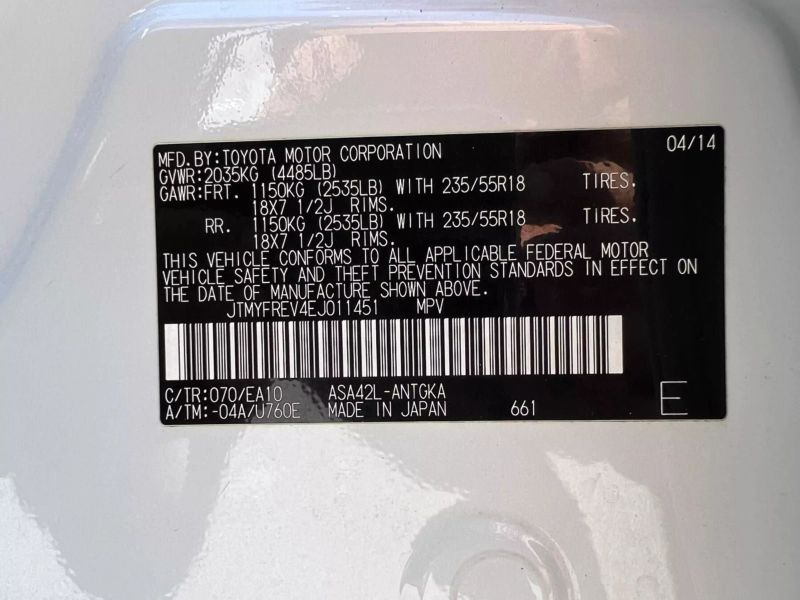 04/14
MFD.BY:TOYOTA MOTOR CORPORATION
GVWR:2035KG (4485LB)
GAWR:FRT. 1150KG (2535LB) WITH 235/55R18 TIRES.
18X7 1/2J RIMS.
RR. 1150KG (2535LB) WITH 235/55R18 TIRES.
18X7 1/2J RIMS.
THIS VEHICLE CONFORMS TO ALL APPLICABLE FEDERAL MOTOR
VEHICLE SAFETY AND THEFT PREVENTION STANDARDS IN EFFECT ON
THE DATE OF MANUFACTURE SHOWN ABOVE.
JTMYFREV4EJ011451 MPV
C/TR:070/EA10 ASA42L-ANTGKA
A/TM:-04A/U760E MADE IN JAPAN 661 E